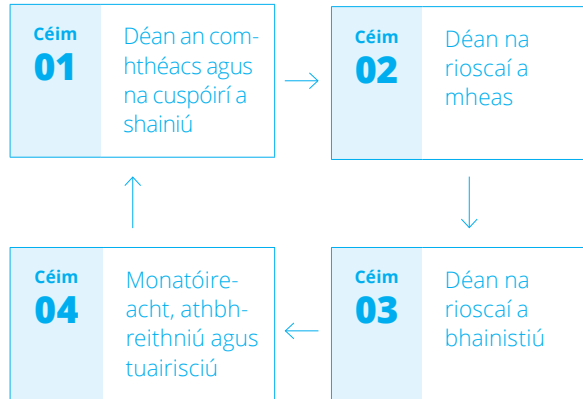 Céim
01
Déan an com-
hthéacs agus
na cuspóirí a
shainiú
Céim
02
Déan na
rioscaí a
mheas
Céim
03
Déan na
rioscaí a
bhainistiú
Céim
04
Monatóire-
acht, athbh-
reithniú agus
tuairisciú